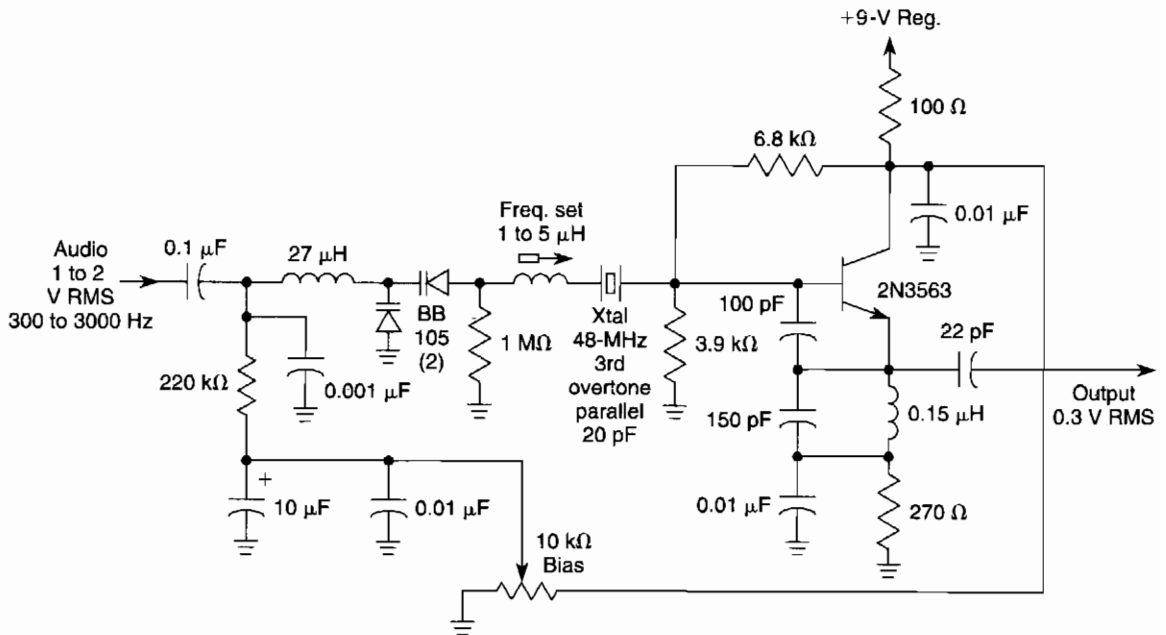 +9-V Reg.
100 Ω
6.8 kΩ
0.01 μF
Freq. set
1 to 5 μH
0.1 μF
27 μH
Audio
1 to 2
V RMS
300 to 3000 Hz
BB
105
(2)
1 MΩ
Xtal
48-MHz
3rd
overtone
parallel
20 pF
100 pF
3.9 kΩ
2N3563
22 pF
220 kΩ
0.001 μF
150 pF
0.15 μH
Output
0.3 V RMS
+
10 μF
0.01 μF
0.01 μF
270 Ω
10 kΩ
Bias